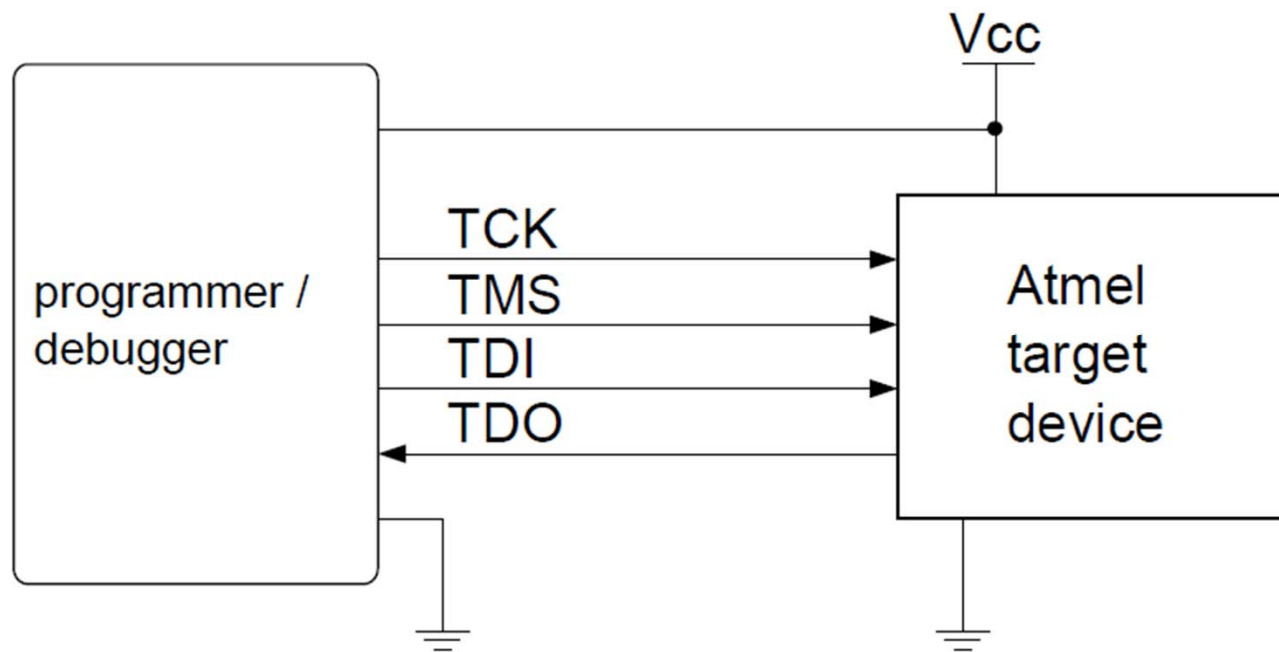 Vcc
TCK
TMS
TDI
TDO
programmer /
debugger
Atmel
target
device